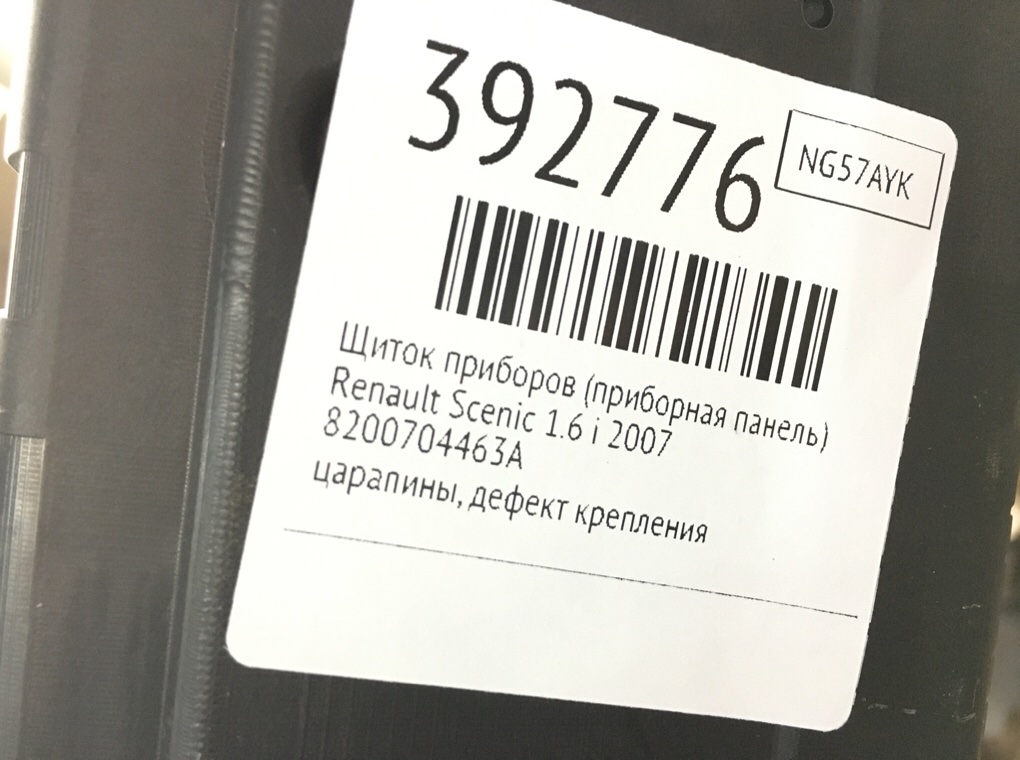 392776
NG57AYK
Щиток приборов (приборная панель)
Renault Scenic 1.6 i 2007
8200704463A
царапины, дефект крепления